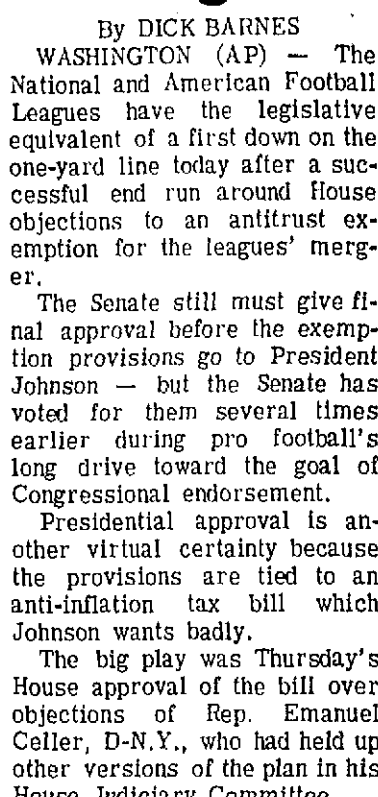 By DICK BARNES
WASHINGTON (AP) — The
National and American Football
Leagues have the legislative
equivalent of a first down on the
one-yard line today after a suc-
cessful end run around House
objections to an antitrust ex-
emption for the leagues' merg-
er.
The Senate still must give fi-
nal approval before the exemp-
tion provisions go to President
Johnson — but the Senate has
voted for them several times
earlier during pro football's
long drive toward the goal of
Congressional endorsement.
Presidential approval is an-
other virtual certainty because
the provisions are tied to an
anti-inflation tax bill which
Johnson wants badly.
The big play was Thursday's
House approval of the bill over
objections of Rep. Emanuel
Celler, D-N.Y., who had held up
other versions of the plan in his
House Judiciary Committee